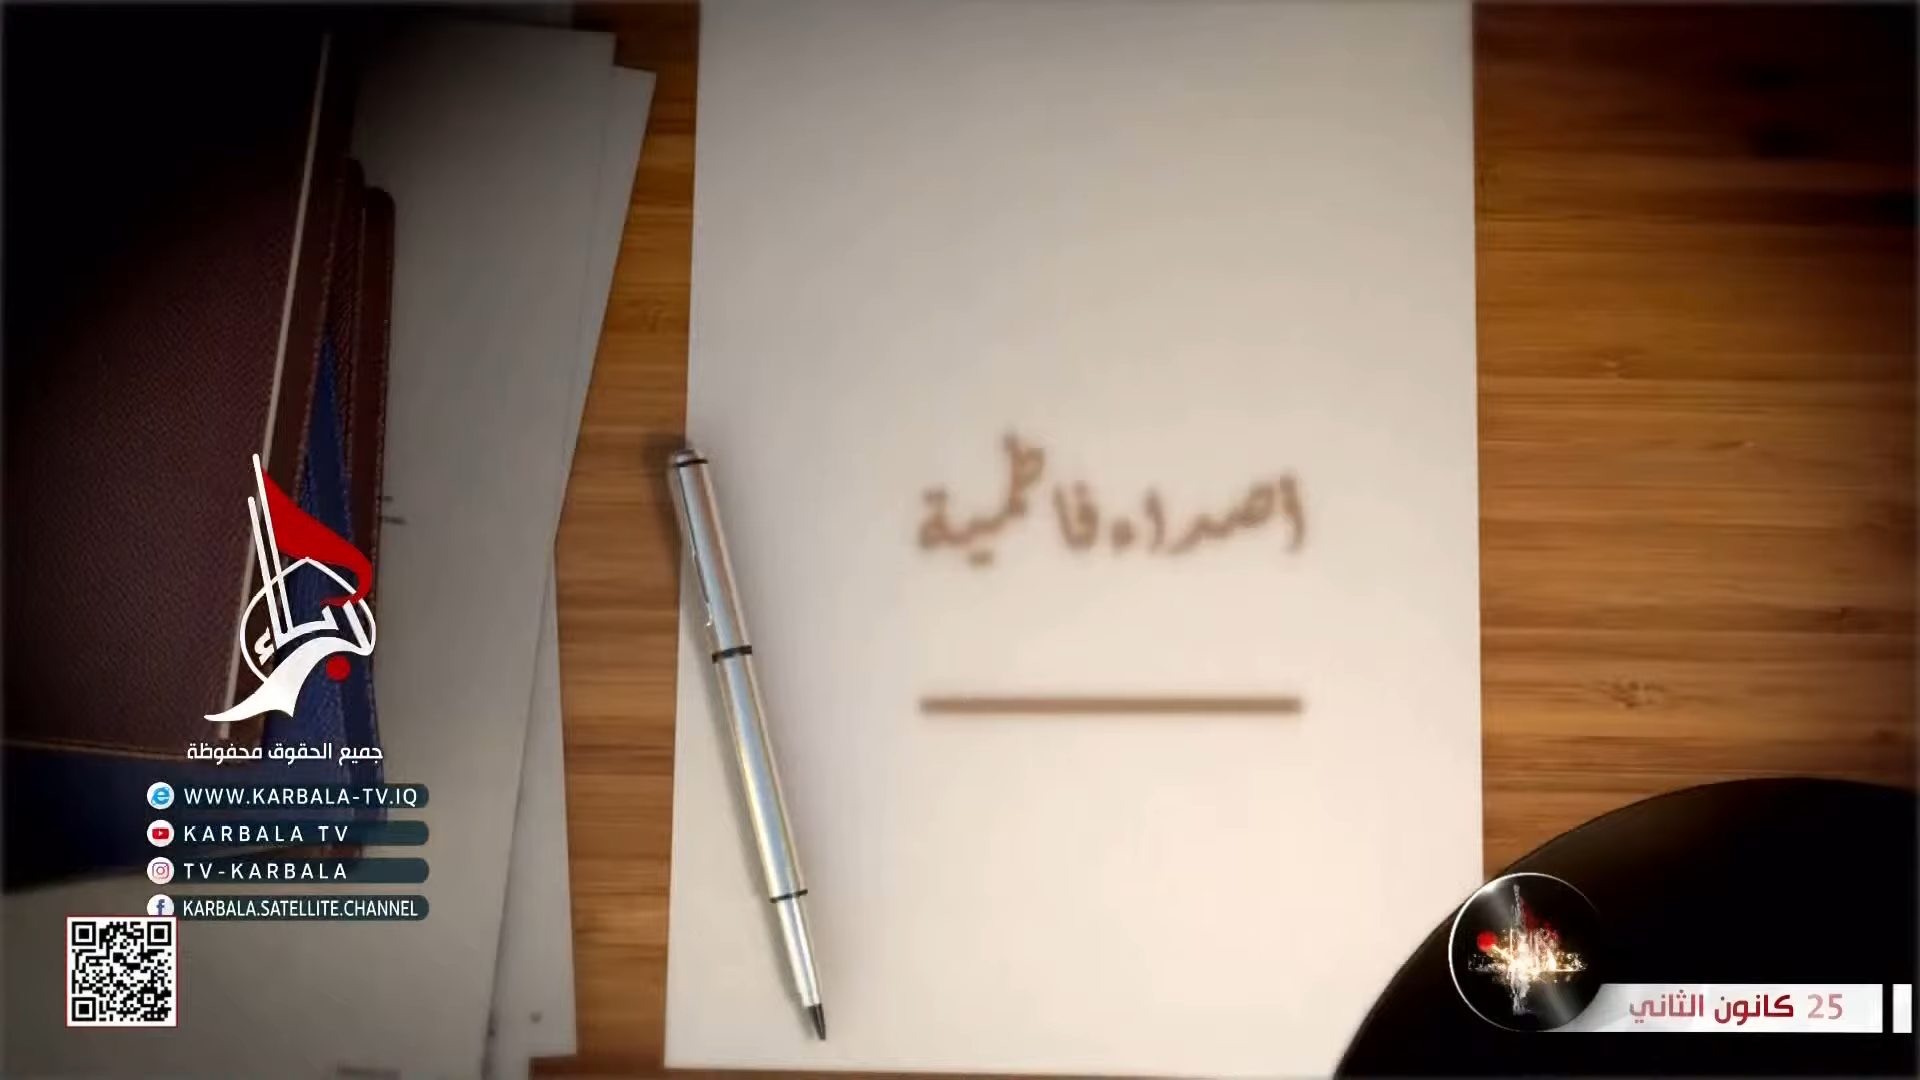 اصداء فاطمية
كربلاء
جميع الحقوق محفوظة
WWW.KARBALA-TV.IQ
KARBALA TV
TV-KARBALA
KARBALA.SATELLITE.CHANNEL
25 كانون الثاني